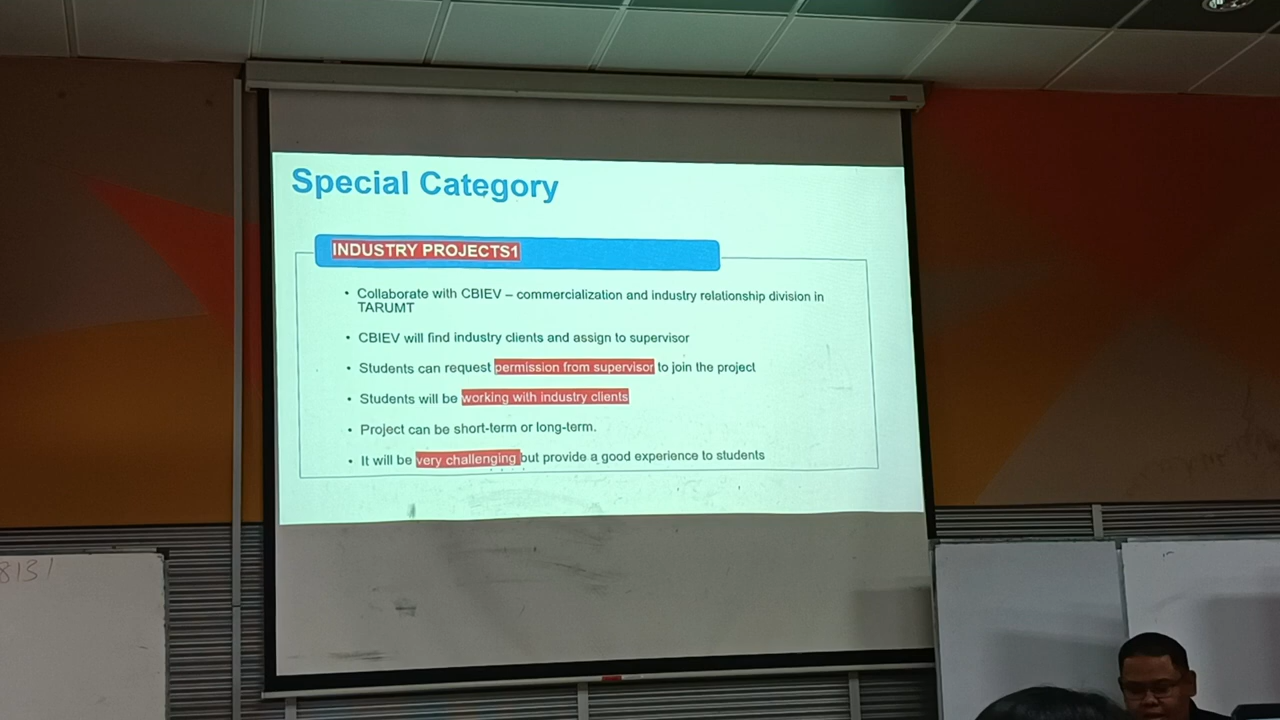 Special Category
INDUSTRY PROJECTS1
• Collaborate with CBIEV – commercialization and industry relationship division in
TARUMT
• CBIEV will find industry clients and assign to supervisor
• Students can request permission from supervisor to join the project
• Students will be working with industry clients
• Project can be short-term or long-term.
• It will be very challenging but provide a good experience to students
8131